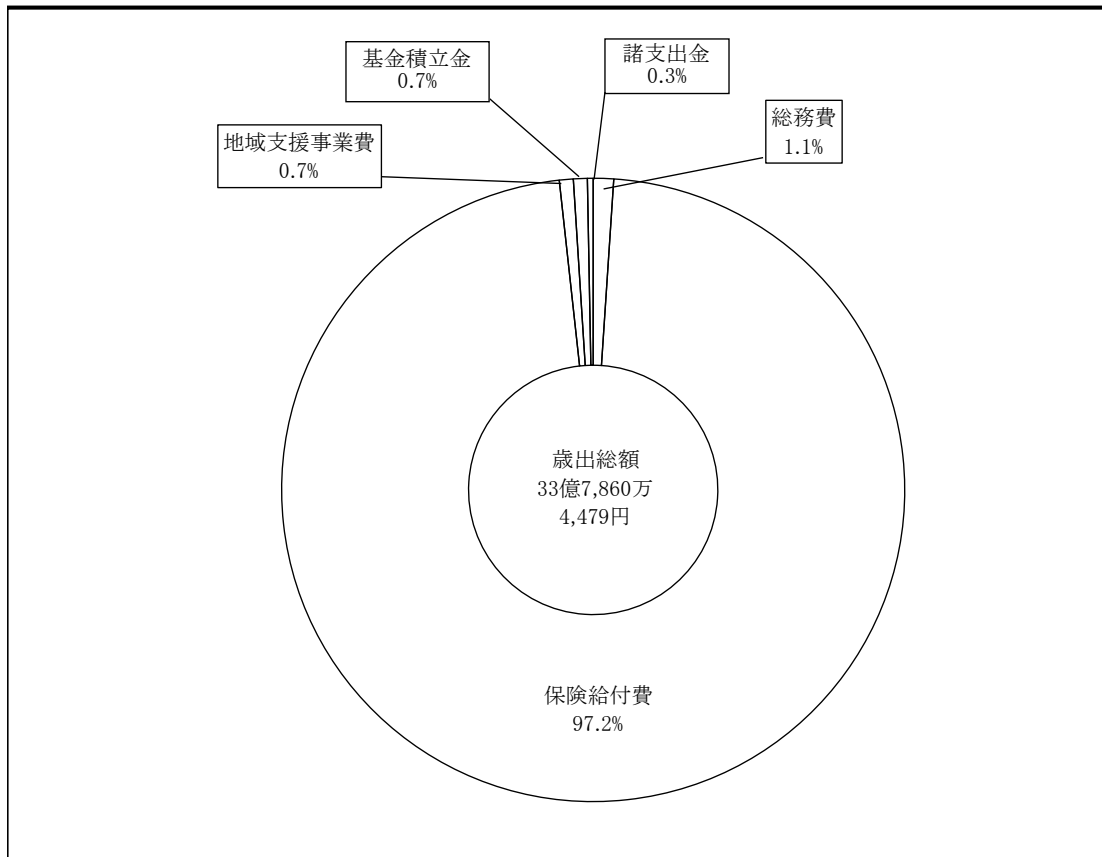 基金積立金
0.7%
諸支出金
0.3%
総務費
1.1%
地域支援事業費
0.7%
歳出総額
33億7,860万
4,479円
保険給付費
97.2%